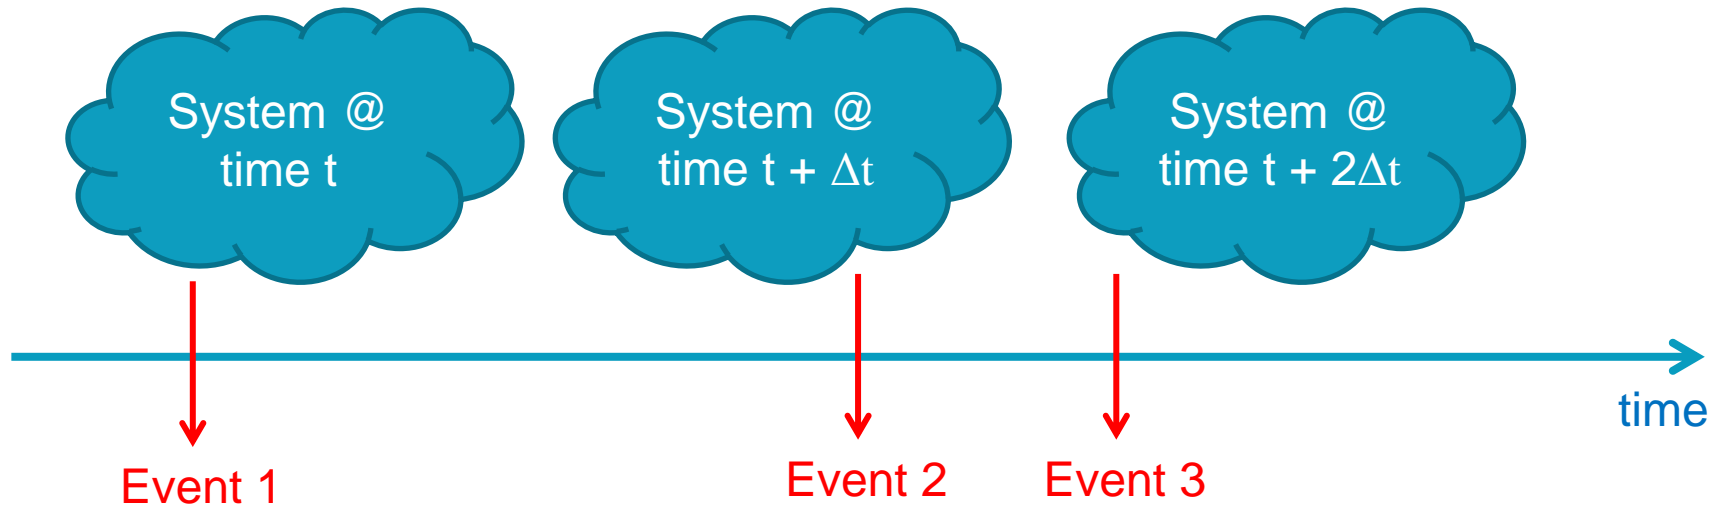 System @
time t
System @
time t + Δt
System @
time t + 2Δt
time
Event 1
Event 2
Event 3